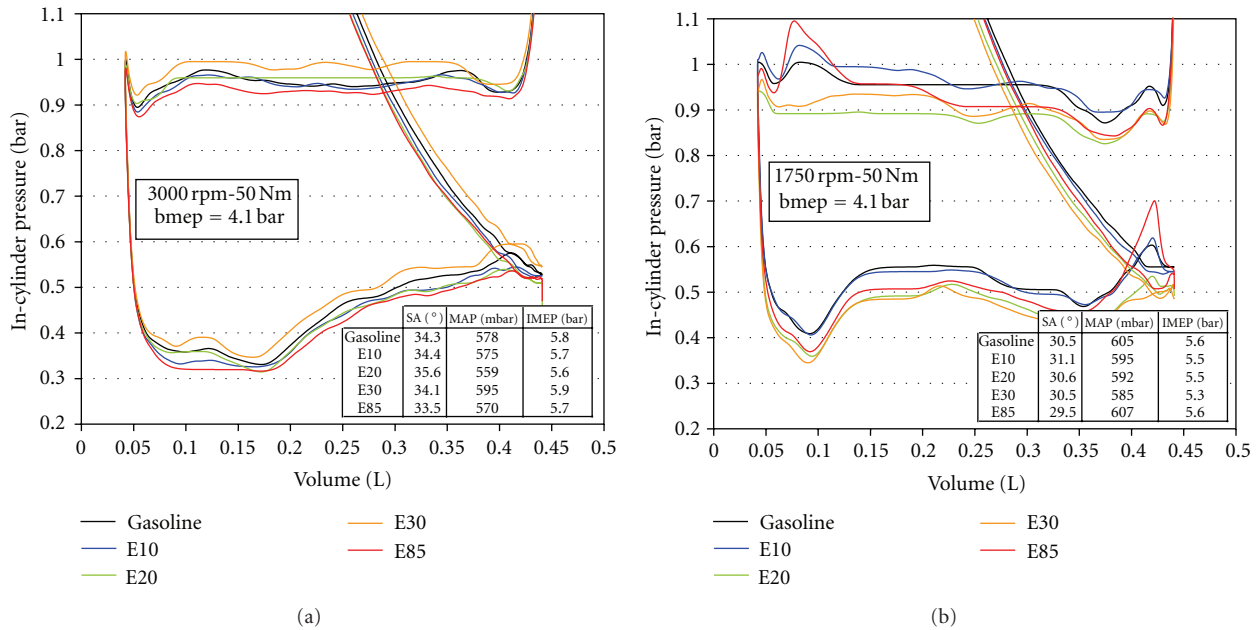 1.1
1
0.9
0.8
0.7
0.6
0.5
0.4
0.3
0.2
In-cylinder pressure (bar)
3000 rpm-50 Nm
bmep = 4.1 bar
SA (°) MAP (mbar) IMEP (bar)
Gasoline 34.3 578 5.8
E10 34.4 575 5.7
E20 35.6 559 5.6
E30 34.1 595 5.9
E85 33.5 570 5.7
0 0.05 0.1 0.15 0.2 0.25 0.3 0.35 0.4 0.45 0.5
Volume (L)
Gasoline
E10
E20
E30
E85
(a)
1.1
1
0.9
0.8
0.7
0.6
0.5
0.4
0.3
0.2
In-cylinder pressure (bar)
1750 rpm-50 Nm
bmep = 4.1 bar
SA (°) MAP (mbar) IMEP (bar)
Gasoline 30.5 605 5.6
E10 31.1 595 5.5
E20 30.6 592 5.5
E30 30.5 585 5.3
E85 29.5 607 5.6
0 0.05 0.1 0.15 0.2 0.25 0.3 0.35 0.4 0.45 0.5
Volume (L)
Gasoline
E10
E20
E30
E85
(b)